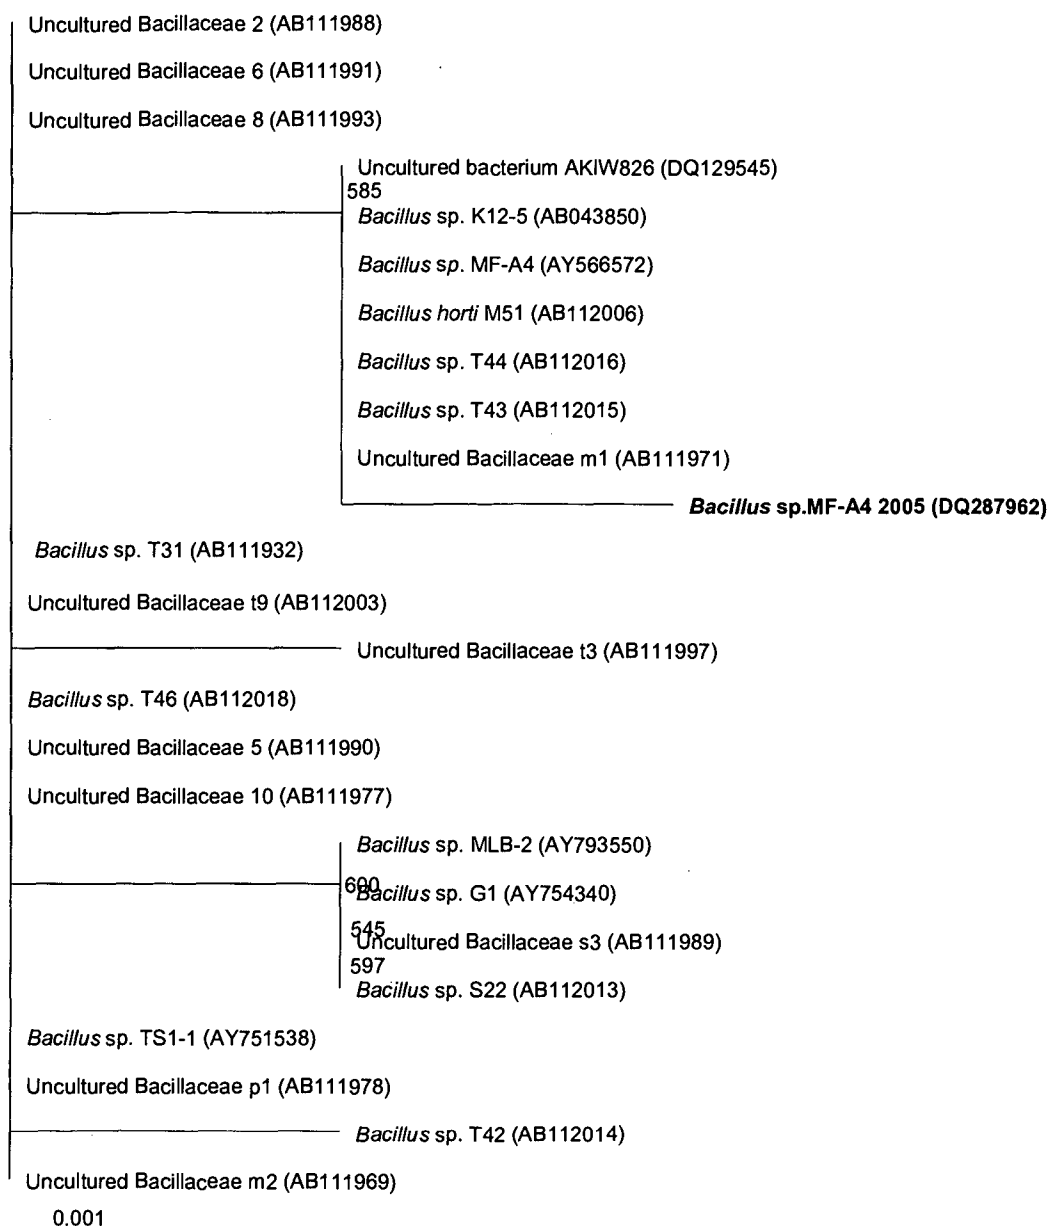 Uncultured Bacillaceae 2 (AB111988)
Uncultured Bacillaceae 6 (AB111991)
Uncultured Bacillaceae 8 (AB111993)
Uncultured bacterium AKIW826 (DQ129545)
585
Bacillus sp. K12-5 (AB043850)
Bacillus sp. MF-A4 (AY566572)
Bacillus horti M51 (AB112006)
Bacillus sp. T44 (AB112016)
Bacillus sp. T43 (AB112015)
Uncultured Bacillaceae m1 (AB111971)
Bacillus sp.MF-A4 2005 (DQ287962)
Bacillus sp. T31 (AB111932)
Uncultured Bacillaceae t9 (AB112003)
Uncultured Bacillaceae t3 (AB111997)
Bacillus sp. T46 (AB112018)
Uncultured Bacillaceae 5 (AB111990)
Uncultured Bacillaceae 10 (AB111977)
Bacillus sp. MLB-2 (AY793550)
600
Bacillus sp. G1 (AY754340)
545
Uncultured Bacillaceae s3 (AB111989)
597
Bacillus sp. S22 (AB112013)
Bacillus sp. TS1-1 (AY751538)
Uncultured Bacillaceae p1 (AB111978)
Bacillus sp. T42 (AB112014)
Uncultured Bacillaceae m2 (AB111969)
0.001